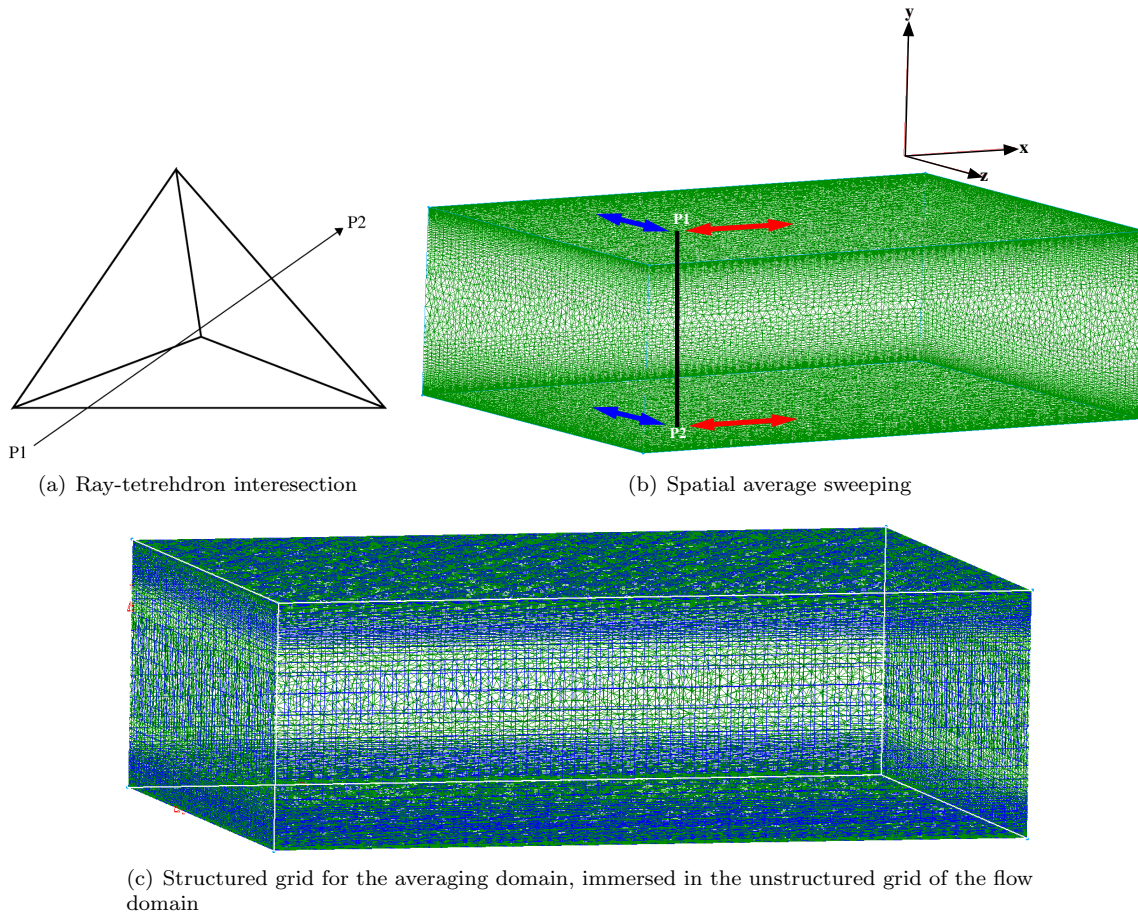 y
x
z
P1
P2
P2
P1
P2
P1
(a) Ray-tetrehdron interesection
(b) Spatial average sweeping
(c) Structured grid for the averaging domain, immersed in the unstructured grid of the flow
domain